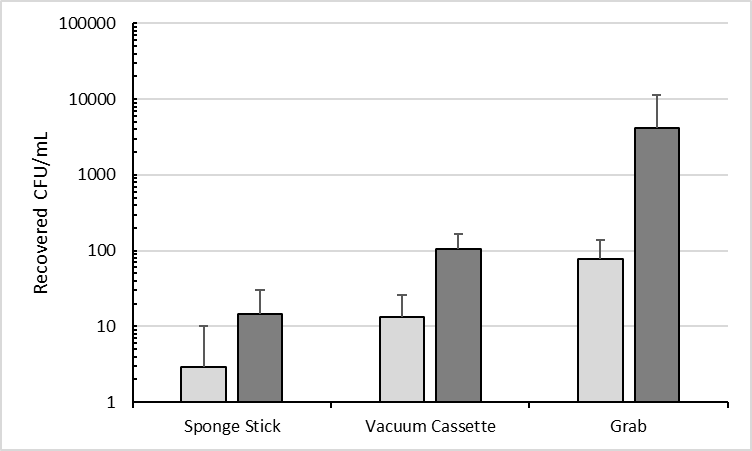 100000
10000
1000
100
10
1
Recovered CFU/mL
Sponge Stick
Vacuum Cassette
Grab